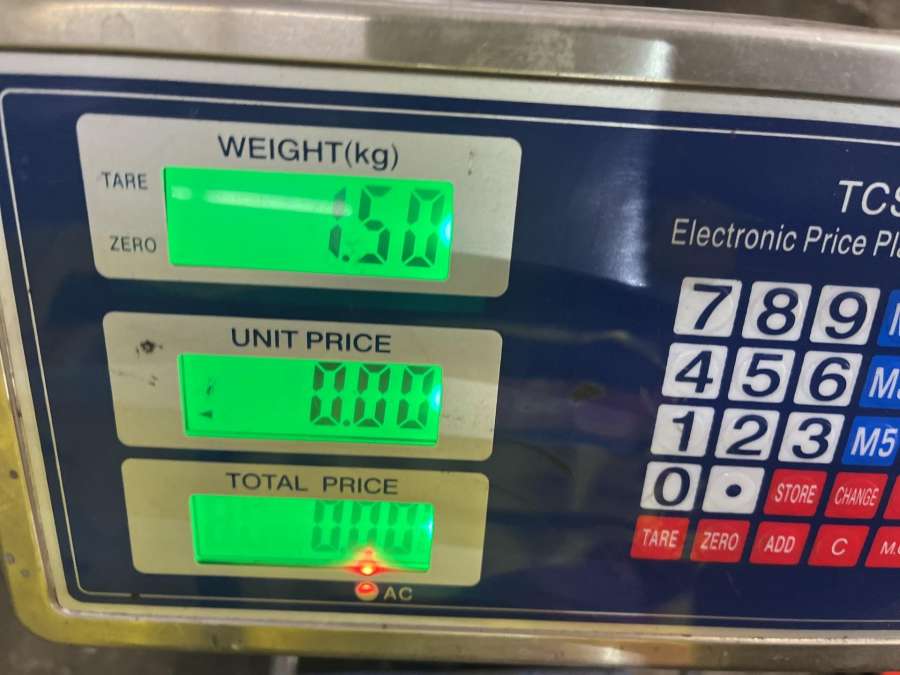 WEIGHT(kg)
TARE
1.50
ZERO
UNIT PRICE
0.00
TOTAL PRICE
0.00
AC
TCS
Electronic Price
7 8 9
4 5 6
1 2 3 M5
0 . STORE CHANGE
TARE ZERO ADD C